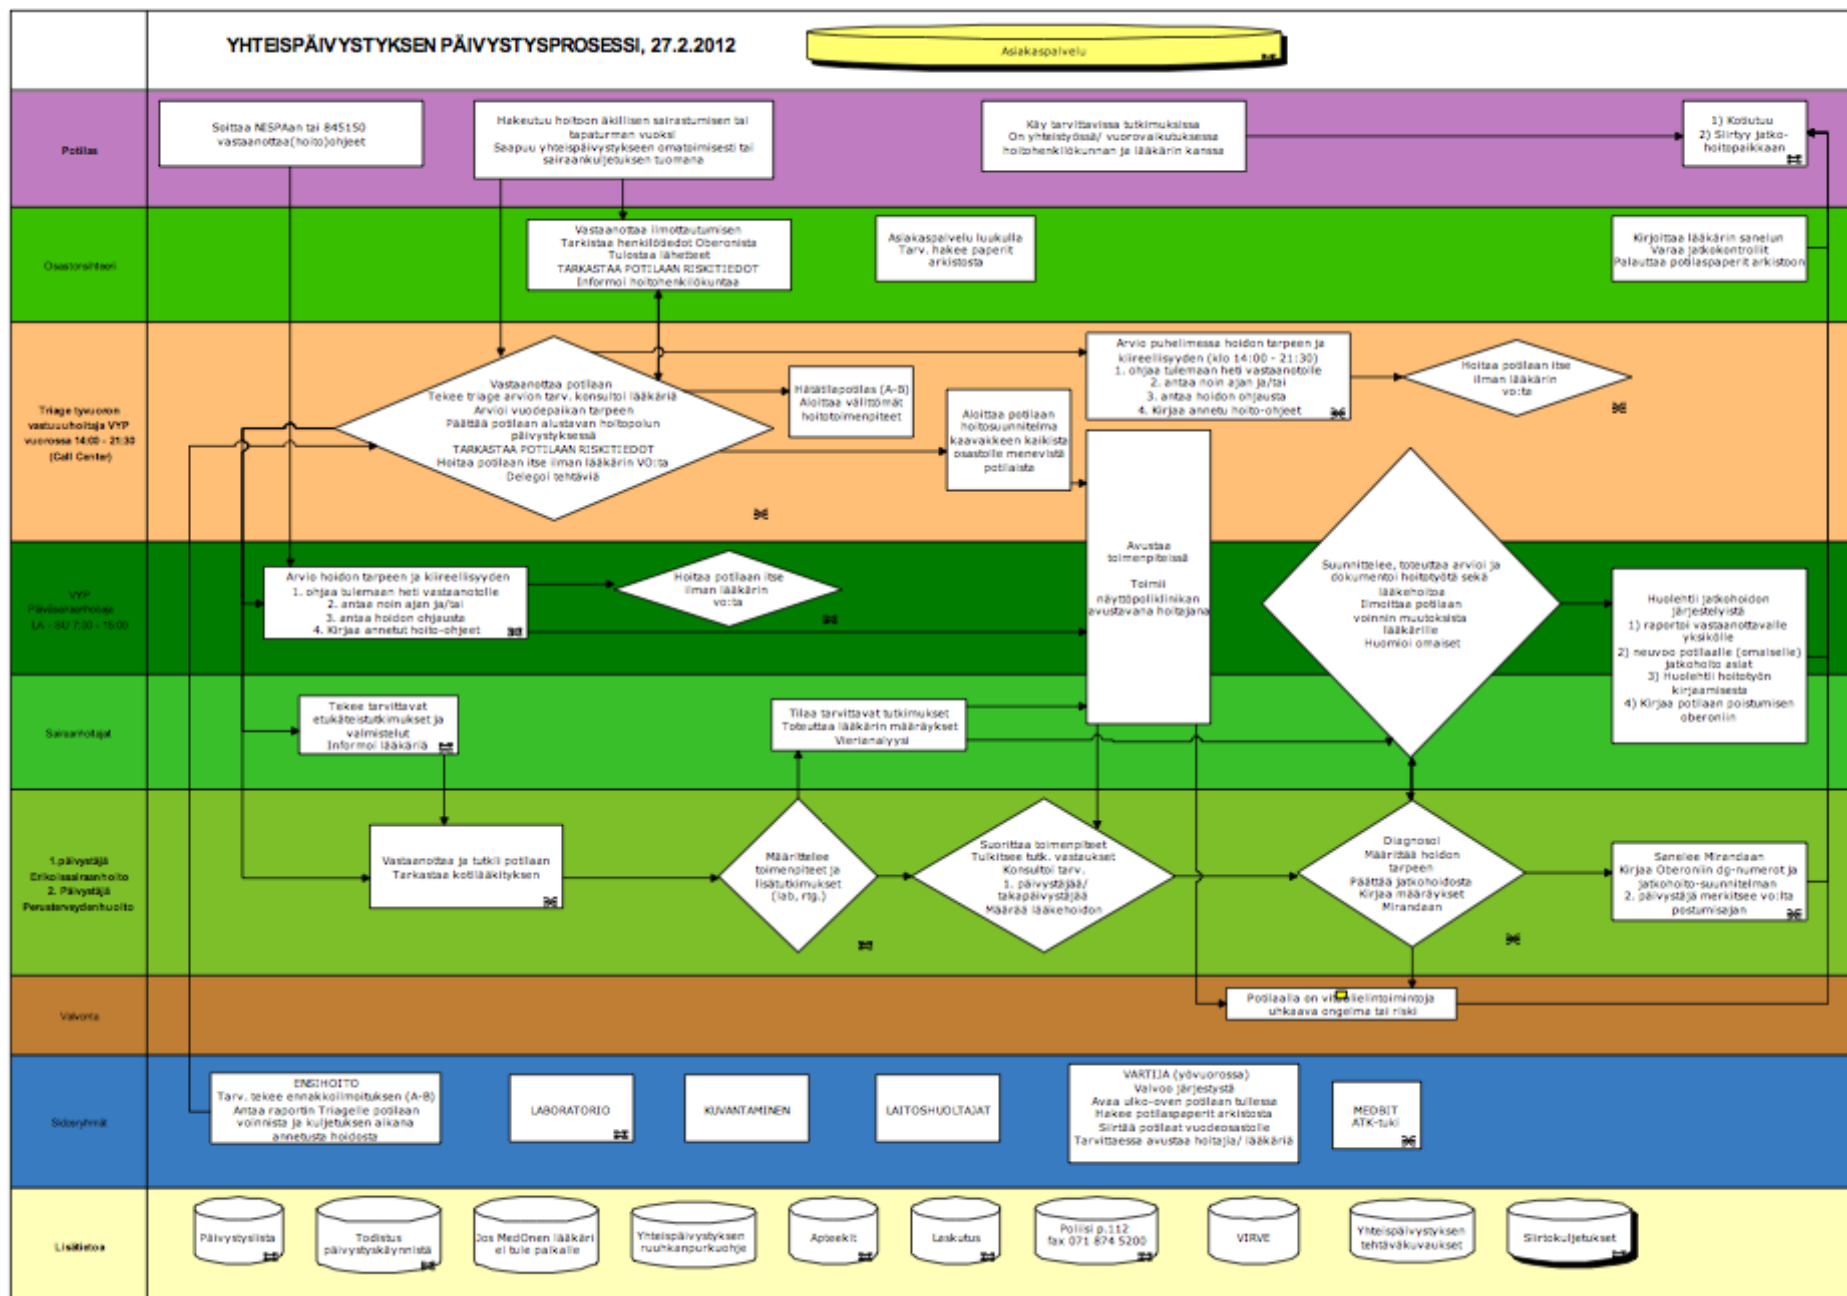 YHTEISPÄIVYSTYKSEN PÄIVYSTYSPROSESSI, 27.2.2012
Asiakaspalvelu
Potilas
Soittaa NESPAan tai 845150
vastaanottaa(hoito)ohjeet
Hakeutuu hoitoon äkillisen sairastumisen tai
tapaturman vuoksi
Saapuu yhteispäivystykseen omatoimisesti tai
sairaankuljetuksen tuomana
Käy tarvittavissa tutkimuksissa
On yhteistyössä/ vuorovaikutuksessa
hoitohenkilökunnan ja lääkärin kanssa
1) Kotiutuu
2) Siirtyy jatko-
hoitopaikkaan
Osastonsihteeri
Vastaanottaa ilmottautumisen
Tarkistaa henkilötiedot Oberonista
Tulostaa lähetteet
TARKASTAA POTILAAN RISKITIEDOT
Informoi hoitohenkilökuntaa
Asiakaspalvelu luukulla
Tarv. hakee paperit
arkistosta
Kirjoittaa lääkärin sanelun
Varaa jatkokontrollit
Palauttaa potilaspaperit arkistoon
Triage tyvuoron
vastuuuhoitaja VYP
vuorossa 14:00 - 21:30
(Call Center)
Vastaanottaa potilaan
Tekee triage arvion tarv. konsultoi lääkäriä
Arvioi vuodepaikan tarpeen
Päättää potilaan alustavan hoitopolun
päivystyksessä
TARKASTAA POTILAAN RISKITIEDOT
Hoitaa potilaan itse ilman lääkärin VO:ta
Delegoi tehtäviä
Hätätilapotilas (A-B)
Aloittaa välittömät
hoitotoimenpiteet
Aloittaa potilaan
hoitosuunnitelma
kaavakkeen kaikista
osastolle menevistä
potilaista
Arvio puhelimessa hoidon tarpeen ja
kiireellisyyden (klo 14:00 - 21:30)
1. ohjaa tulemaan heti vastaanotolle
2. antaa noin ajan ja/tai
3. antaa hoidon ohjausta
4. Kirjaa annetu hoito-ohjeet
Hoitaa potilaan itse
ilman lääkärin
vo:ta
VYP
Päiväsairaanhoitaja
LA - SU 7:00 - 15:00
Arvio hoidon tarpeen ja kiireellisyyden
1. ohjaa tulemaan heti vastaanotolle
2. antaa noin ajan ja/tai
3. antaa hoidon ohjausta
4. Kirjaa annetut hoito-ohjeet
Hoitaa potilaan itse
ilman lääkärin
vo:ta
Avustaa
toimenpiteissä
Toimii
näyttöpoliklinikan
avustavana hoitajana
Suunnittelee, toteuttaa arvioi ja
dokumentoi hoitotyötä sekä
lääkehoitoa
Ilmoittaa potilaan
voinnin muutoksista
lääkärille
Huomioi omaiset
Huolehtii jatkohoidon
järjestelyistä
1) raportoi vastaanottavalle
yksikölle
2) neuvoo potilaalle (omaiselle)
jatkohoito asiat
3) Huolehtii hoitotyön
kirjaamisesta
4) Kirjaa potilaan poistumisen
oberoniin
Sairaanhoitajat
Tekee tarvittavat
etukäteistutkimukset ja
valmistelut
Informoi lääkäriä
Tilaa tarvittavat tutkimukset
Toteuttaa lääkärin määräykset
Vierianalyysi
1.päivystäjä
Erikoissairaanhoito
2. Päivystäjä
Perusterveydenhuolto
Vastaanottaa ja tutkii potilaan
Tarkastaa kotilääkityksen
Määrittelee
toimenpiteet ja
lisätutkimukset
(lab, rtg.)
Suorittaa toimenpiteet
Tulkitsee tutk. vastaukset
Konsultoi tarv.
1. päivystäjää/
takapäivystäjää
Määrää lääkehoidon
Diagnosoi
Määrittää hoidon
tarpeen
Päättää jatkohoidosta
Kirjaa määräykset
Mirandaan
Sanelee Mirandaan
Kirjaa Oberoniin dg-numerot ja
jatkohoito-suunnitelman
2. päivystäjä merkitsee vo:lta
postumisajan
Valvonta
Potilaalla on vitaalielintoimintoja
uhkaava ongelma tai riski
Sidosryhmät
ENSIHOITO
Tarv. tekee ennakkoilmoituksen (A-B)
Antaa raportin Triagelle potilaan
voinnista ja kuljetuksen aikana
annetusta hoidosta
LABORATORIO
KUVANTAMINEN
LAITOSHUOLTAJAT
VARTIJA (yövuorossa)
Valvoo järjestystä
Avaa ulko-oven potilaan tullessa
Hakee potilaspaperit arkistosta
Siirtää potilaat vuodeosastolle
Tarvittaessa avustaa hoitajia/ lääkäriä
MEDBIT
ATK-tuki
Lisätietoa
Päivystyslista
Todistus
päivystyskäynnistä
Jos MedOnen lääkäri
ei tule paikalle
Yhteispäivystyksen
ruuhkanpurkuohje
Apteekit
Laskutus
Poliisi p.112
fax 071 874 5200
VIRVE
Yhteispäivystyksen
tehtäväkuvaukset
Siirtokuljetukset